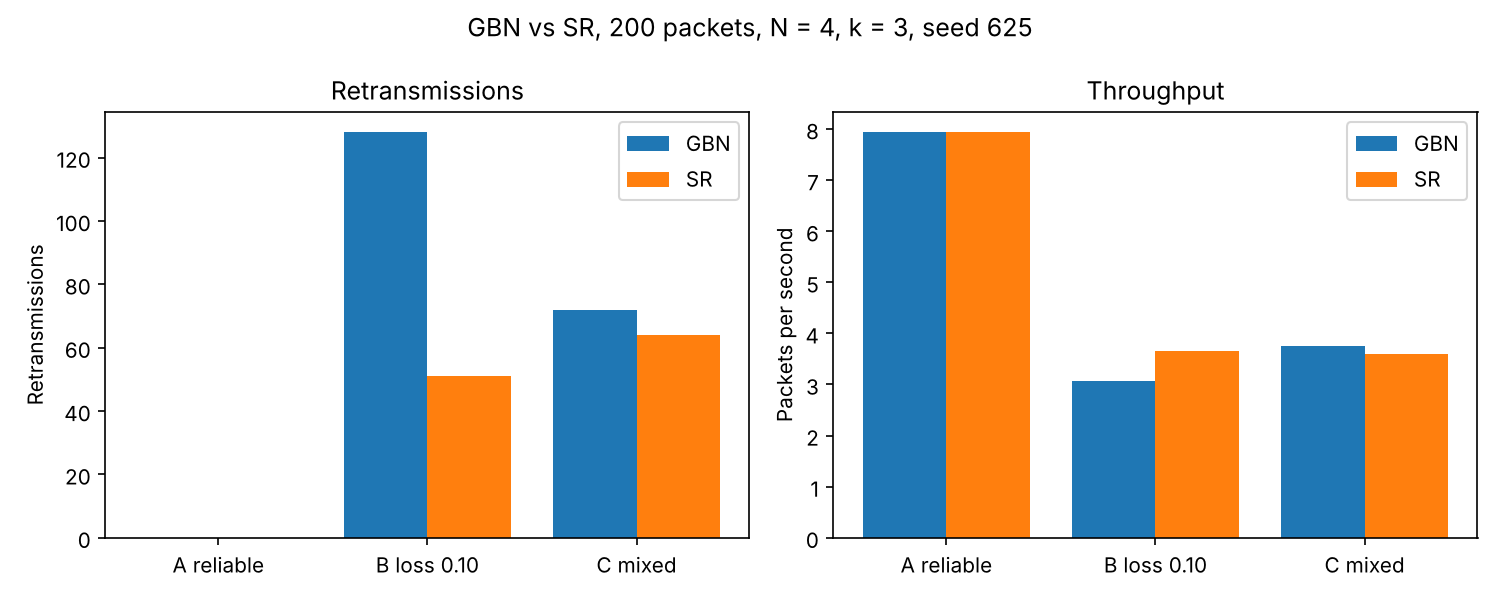 GBN vs SR, 200 packets, N = 4, k = 3, seed 625
Retransmissions
Retransmissions
120
100
80
60
40
20
0
GBN
SR
A reliable
B loss 0.10
C mixed
Throughput
Packets per second
8
7
6
5
4
3
2
1
0
GBN
SR
A reliable
B loss 0.10
C mixed